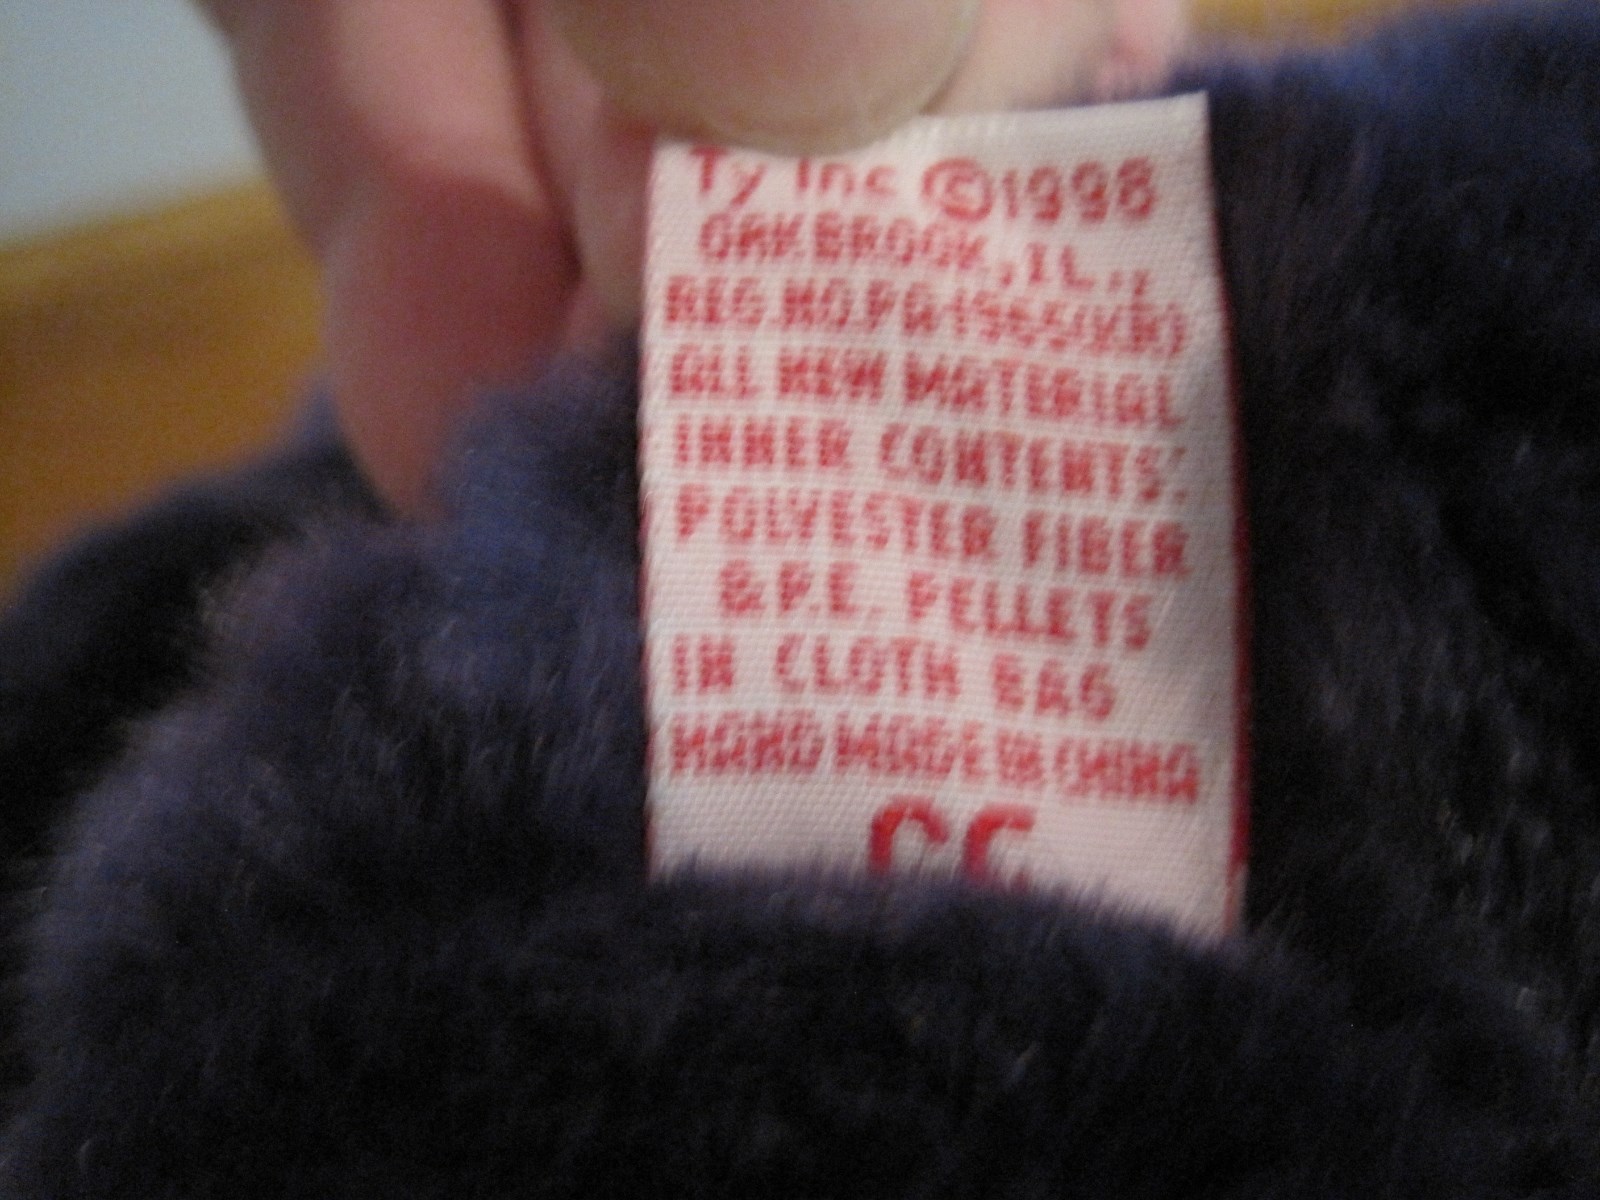 Ty Inc ©1998
OAKBROOK, IL.,
REG.NO.PA-1965(KR)
ALL NEW MATERIAL
INNER CONTENTS:
POLYESTER FIBER
&P.E. PELLETS
IN CLOTH BAG
HAND MADE IN CHINA